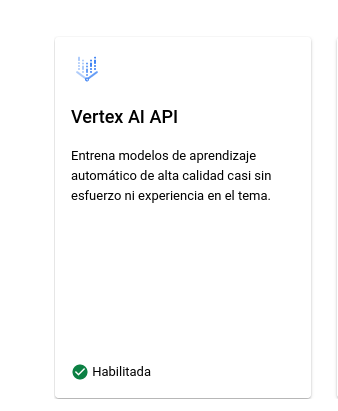 Vertex AI API
Entrena modelos de aprendizaje
automático de alta calidad casi sin
esfuerzo ni experiencia en el tema.
Habilitada